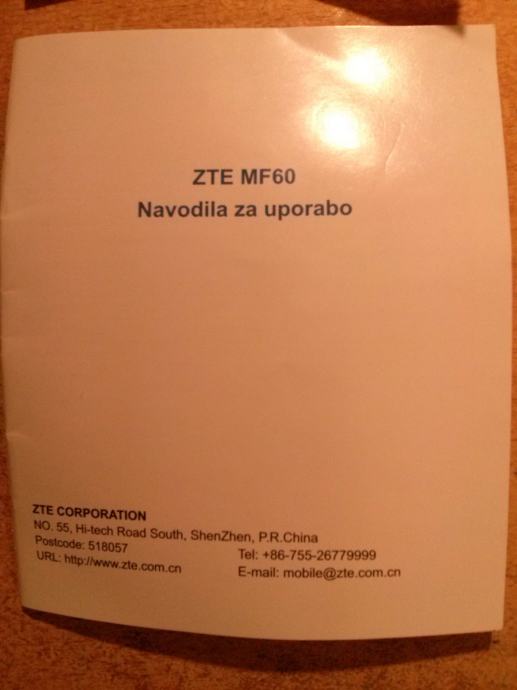 ZTE MF60
Navodila za uporabo
ZTE CORPORATION
NO. 55, Hi-tech Road South, ShenZhen, P.R.China
Postcode: 518057
Tel: +86-755-26779999
URL: http://www.zte.com.cn
E-mail: mobile@zte.com.cn